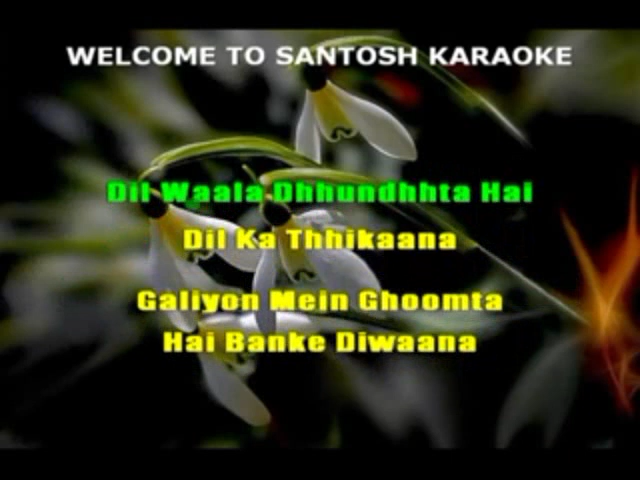 WELCOME TO SANTOSH KARAOKE
Dil Waala Dhhundhhta Hai
Dil Ka Thhikaana
Galiyon Mein Ghoomta
Hai Banke Diwaana